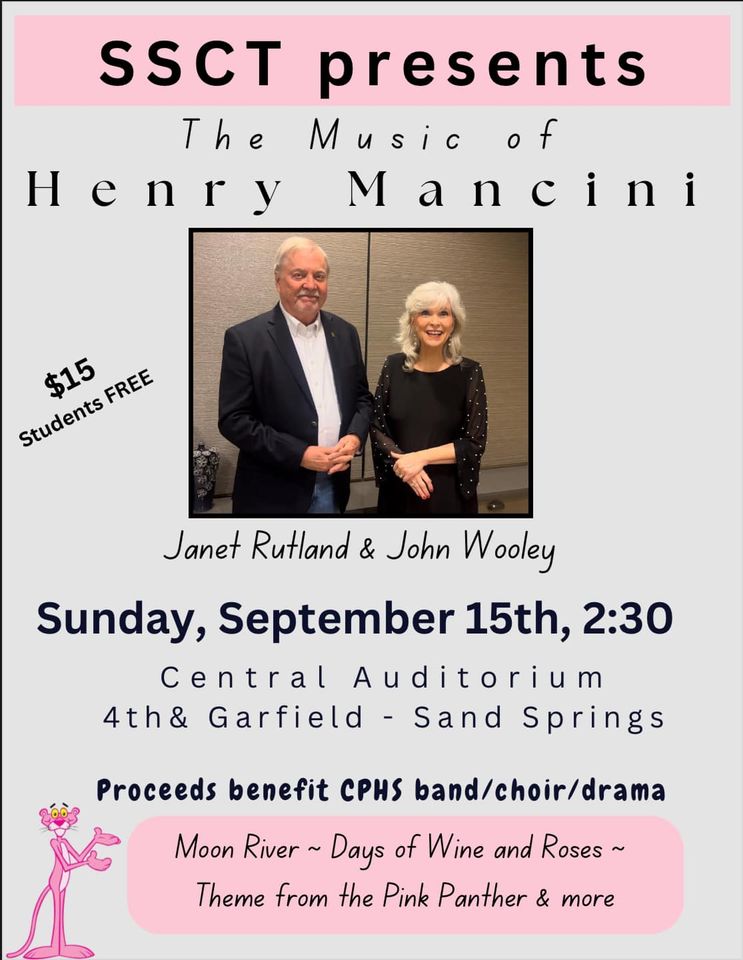 SSCT presents
The Music of
Henry Mancini
$15
Students FREE
Janet Rutland & John Wooley
Sunday, September 15th, 2:30
Central Auditorium
4th& Garfield - Sand Springs
Proceeds benefit CPHS band/choir/drama
Moon River ~ Days of Wine and Roses ~
Theme from the Pink Panther & more